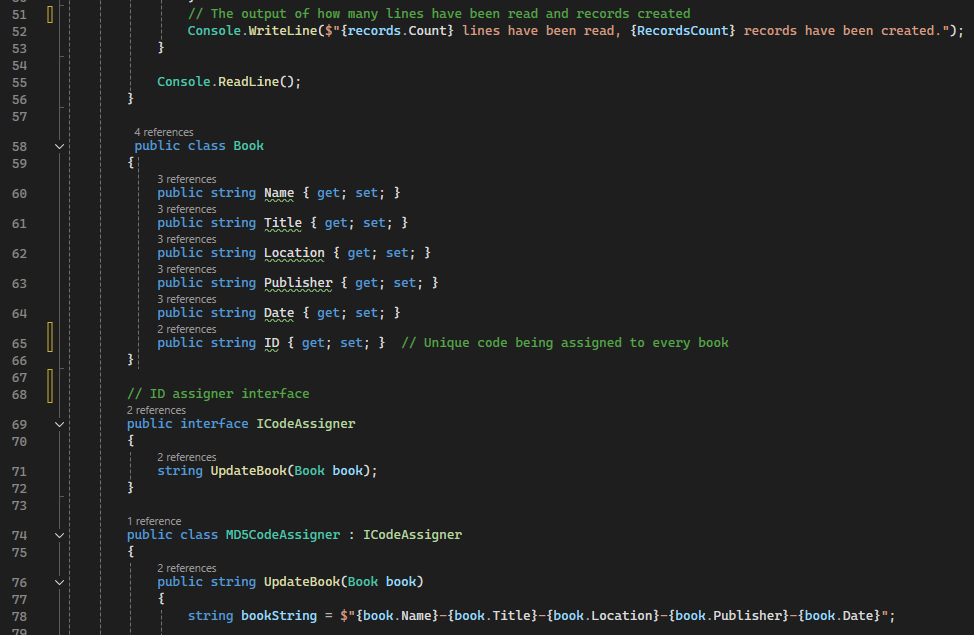 51 // The output of how many lines have been read and records created
52 Console.WriteLine($"{records.Count} lines have been read, {RecordsCount} records have been created.");
53 }
54
55 Console.ReadLine();
56 }
57
4 references
58 public class Book
59 {
3 references
60 public string Name { get; set; }
3 references
61 public string Title { get; set; }
3 references
62 public string Location { get; set; }
3 references
63 public string Publisher { get; set; }
3 references
64 public string Date { get; set; }
2 references
65 public string ID { get; set; } // Unique code being assigned to every book
66 }
67
68 // ID assigner interface
2 references
69 public interface ICodeAssigner
70 {
2 references
71 string UpdateBook(Book book);
72 }
73
1 reference
74 public class MD5CodeAssigner : ICodeAssigner
75 {
2 references
76 public string UpdateBook(Book book)
77 {
78 string bookString = $"{book.Name}-{book.Title}-{book.Location}-{book.Publisher}-{book.Date}";